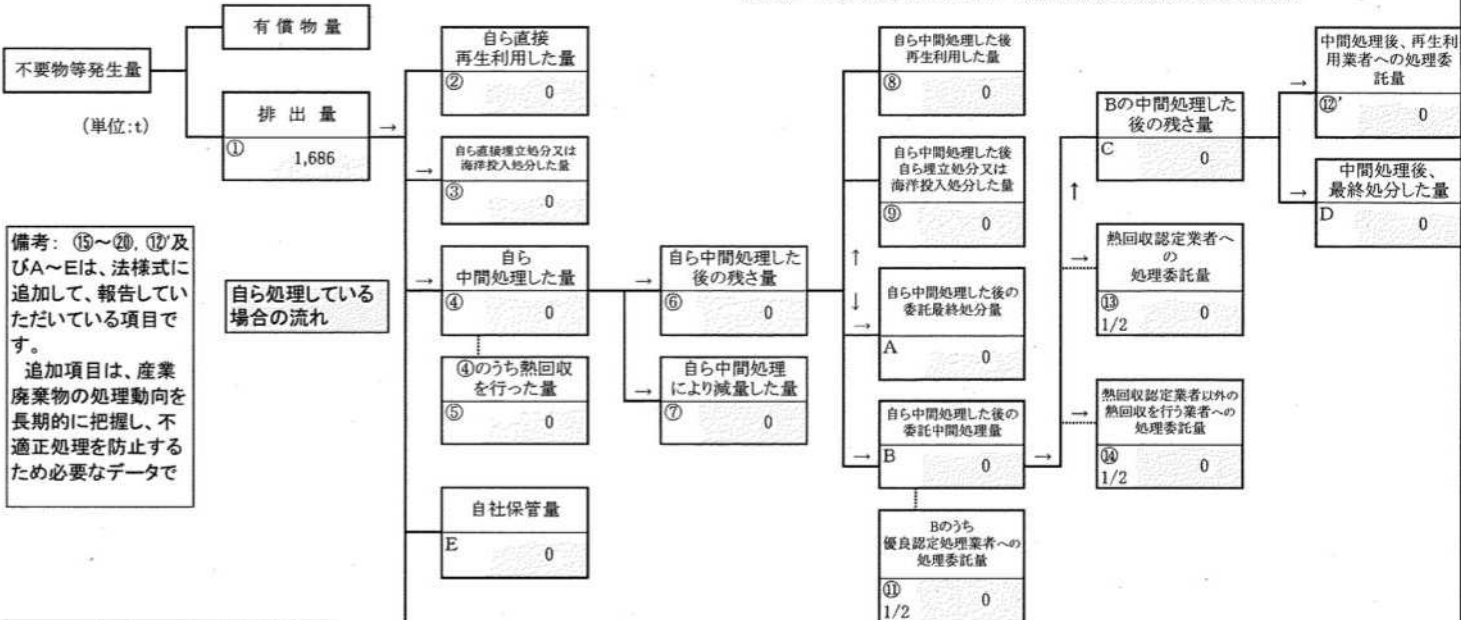 不要物等発生量
(単位:t)
有償物量
排出量
①
1,686
→
備考: ⑮~⑳, ⑫'及
びA~Eは、法様式に
追加して、報告してい
ただいている項目で
す。
追加項目は、産業
廃棄物の処理動向を
長期的に把握し、不
適正処理を防止する
ため必要なデータで
自ら処理している
場合の流れ
自ら直接
再生利用した量
②
0
→
自ら直接埋立処分又は
海洋投入処分した量
③
0
→
自ら
中間処理した量
④
0
④のうち熱回収
を行った量
⑤
0
自社保管量
E
0
→
自ら中間処理した
後の残さ量
⑥
0
→
自ら中間処理
により減量した量
⑦
0
↑
↓
→
自ら中間処理した後
再生利用した量
⑧
0
自ら中間処理した後
自ら埋立処分又は
海洋投入処分した量
⑨
0
自ら中間処理した後の
委託最終処分量
A
0
→
自ら中間処理した後の
委託中間処理量
B
0
Bのうち
優良認定処理業者への
処理委託量
⑪
1/2
0
→
↑
Bの中間処理した
後の残さ量
C
0
→
熱回収認定業者へ
の
処理委託量
⑬
1/2
0
→
熱回収認定業者以外の
熱回収を行う業者への
処理委託量
⑭
1/2
0
→
中間処理後、再生利
用業者への処理委
託量
⑫'
0
→
中間処理後、
最終処分した量
D
0